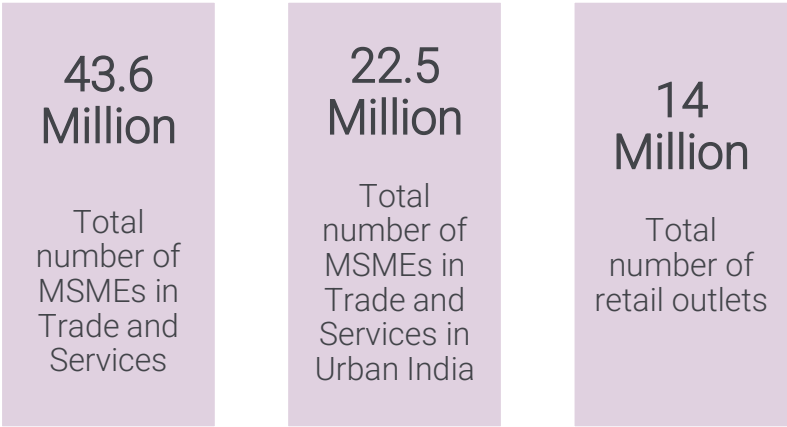 43.6
Million
Total
number of
MSMEs in
Trade and
Services
22.5
Million
Total
number of
MSMEs in
Trade and
Services in
Urban India
14
Million
Total
number of
retail outlets